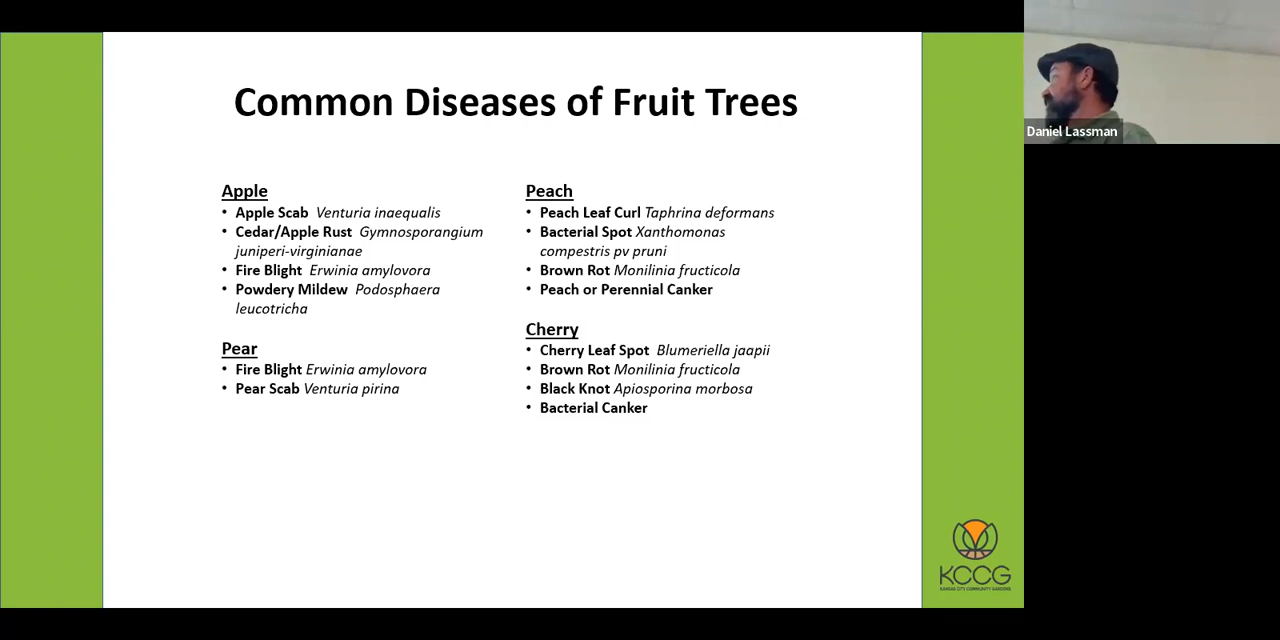 Common Diseases of Fruit Trees
Apple
• Apple Scab Venturia inaequalis
• Cedar/Apple Rust Gymnosporangium
juniperi-virginianae
• Fire Blight Erwinia amylovora
• Powdery Mildew Podosphaera
leucotricha
Pear
• Fire Blight Erwinia amylovora
• Pear Scab Venturia pirina
Peach
• Peach Leaf Curl Taphrina deformans
• Bacterial Spot Xanthomonas
compestris pv pruni
• Brown Rot Monilinia fructicola
• Peach or Perennial Canker
Cherry
• Cherry Leaf Spot Blumeriella jaapii
• Brown Rot Monilinia fructicola
• Black Knot Apiosporina morbosa
• Bacterial Canker
KCCG
KANSAS CITY COMMUNITY GARDENS
Daniel Lassman